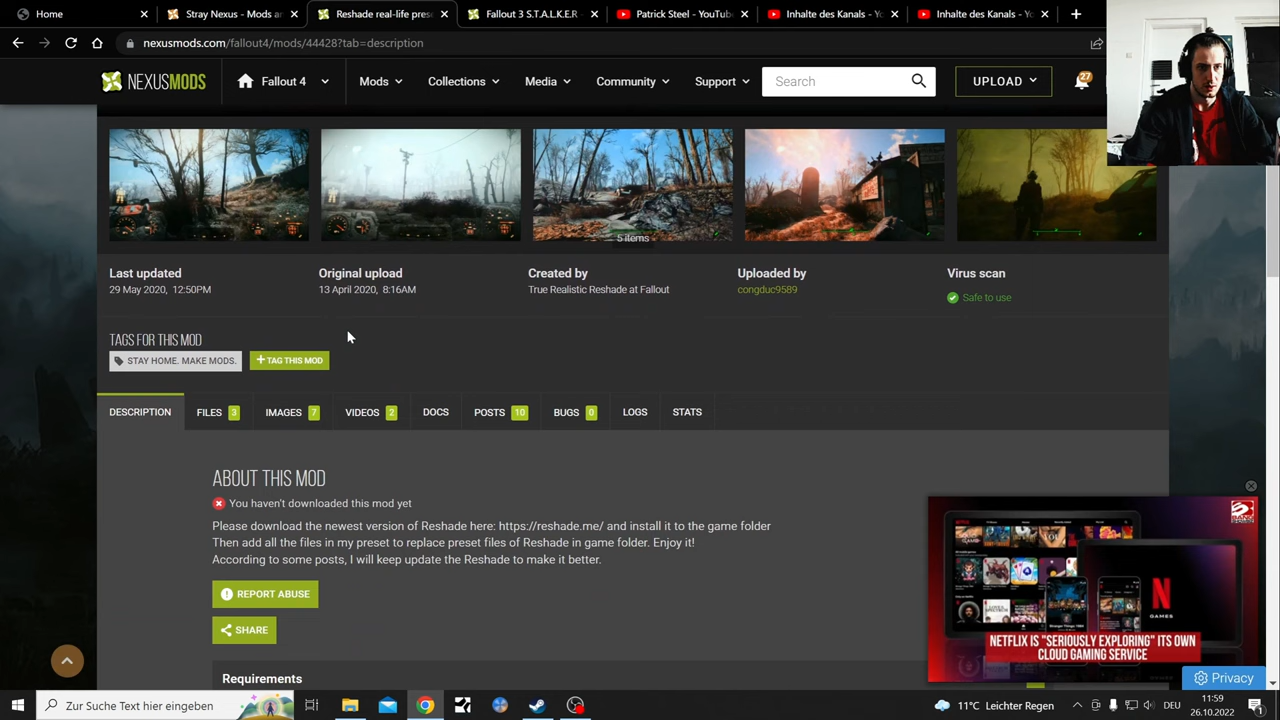 Home
Stray Nexus - Mods a
Reshade real-life pres
Fallout 3 S.T.A.L.K.E.R
Patrick Steel - YouTub
Inhalte des Kanals - Yo
Inhalte des Kanals - Yo
nexusmods.com/fallout4/mods/44428?tab=description
NEXUSMODS
Fallout 4
Mods
Collections
Media
Community
Support
Search
UPLOAD
27
5 items
Last updated
29 May 2020, 12:50PM
Original upload
13 April 2020, 8:16AM
Created by
True Realistic Reshade at Fallout
Uploaded by
congduc9589
Virus scan
Safe to use
TAGS FOR THIS MOD
STAY HOME. MAKE MODS.
+ TAG THIS MOD
DESCRIPTION
FILES 3
IMAGES 7
VIDEOS 2
DOCS
POSTS 10
BUGS 0
LOGS
STATS
ABOUT THIS MOD
You haven't downloaded this mod yet
Please download the newest version of Reshade here: https://reshade.me/ and install it to the game folder
Then add all the files in my preset to replace preset files of Reshade in game folder. Enjoy it!
According to some posts, I will keep update the Reshade to make it better.
REPORT ABUSE
SHARE
Requirements
N
GAMES
NETFLIX IS "SERIOUSLY EXPLORING" ITS OWN
CLOUD GAMING SERVICE
Privacy
Zur Suche Text hier eingeben
11°C Leichter Regen
DEU
11:59
26.10.2022
1